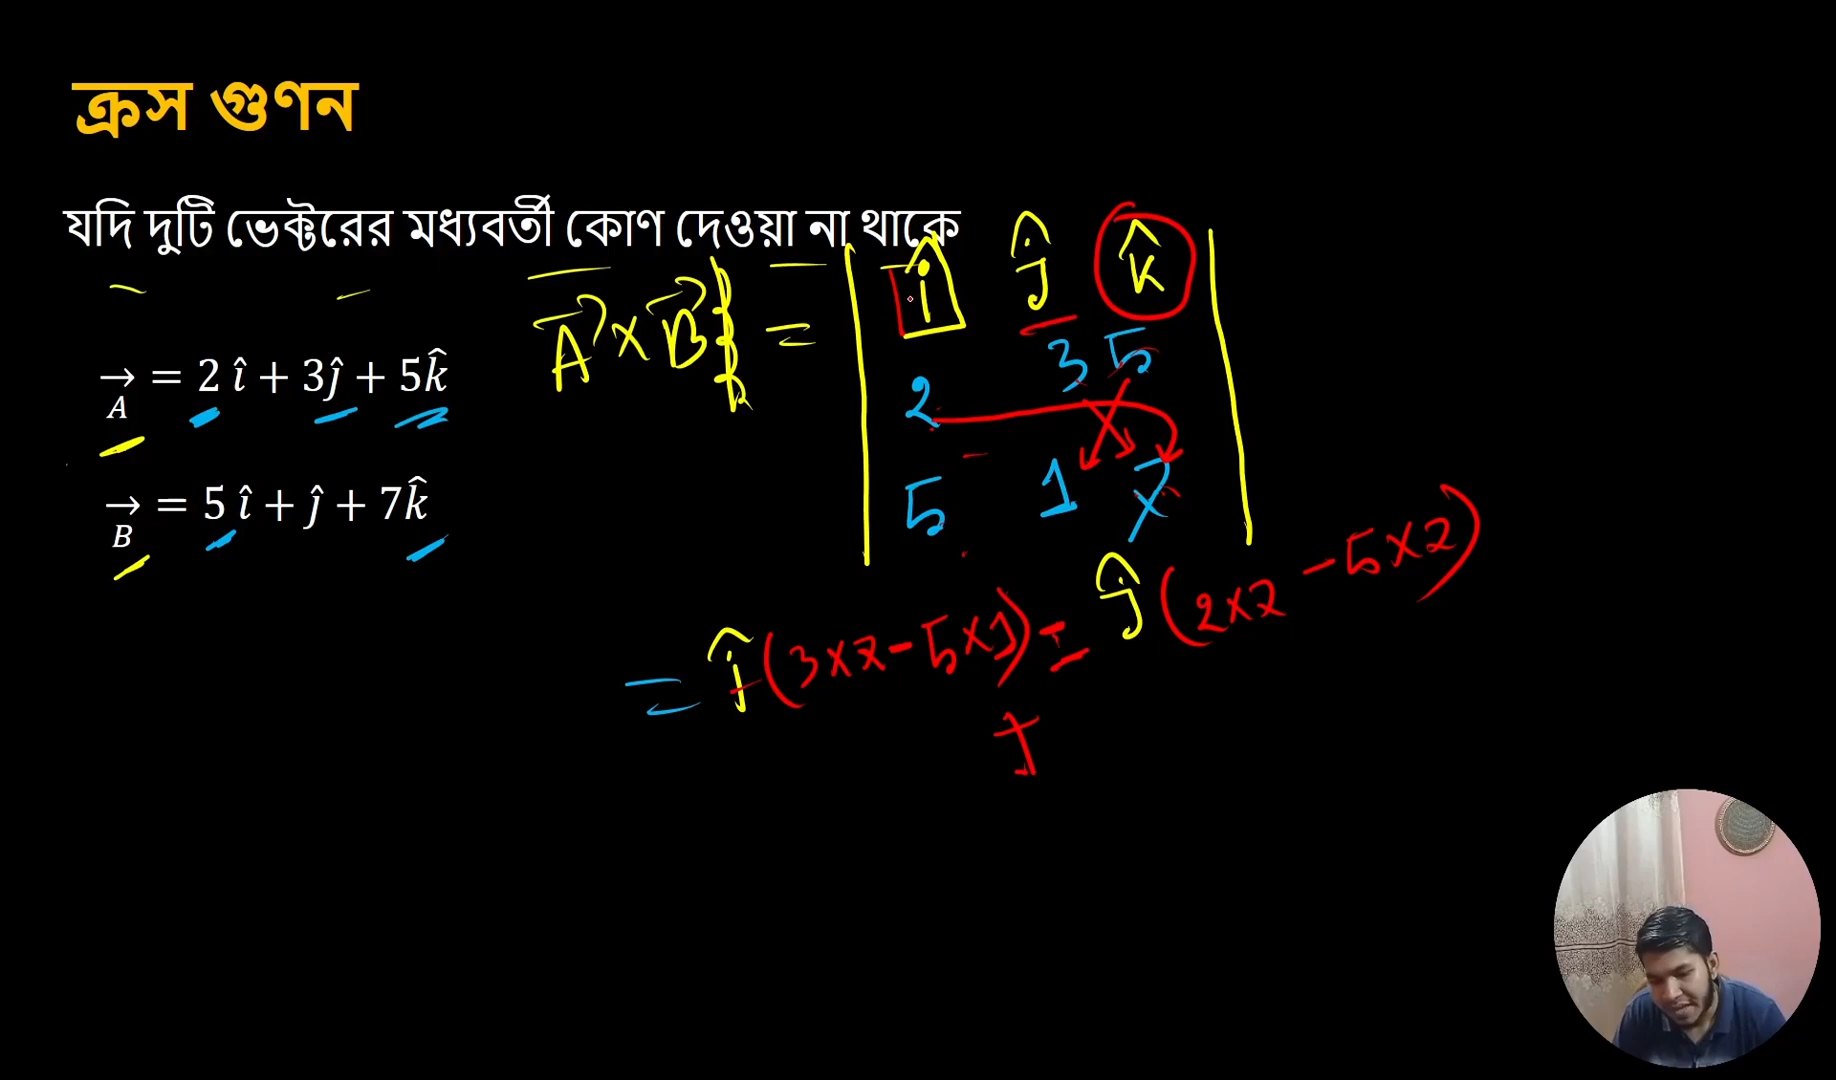 ক্রস গুণন
যদি দুটি ভেক্টরের মধ্যবর্তী কোণ দেওয়া না থাকে
→ = 2 î + 3ĵ + 5k̂
A
→ = 5 î + ĵ + 7k̂
B
A⃗ × B⃗ =
î ĵ k̂
2 3 5
5 1 7
= î (3×7 - 5×1) - ĵ (2×7 - 5×2)
+